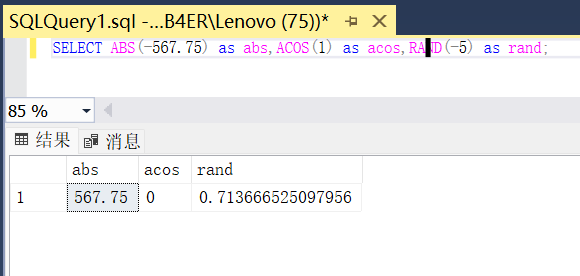 SQLQuery1.sql -...B4ER\Lenovo (75))*
SELECT ABS(-567.75) as abs,ACOS(1) as acos,RAND(-5) as rand;
85 %
结果 消息
abs acos rand
1 567.75 0 0.713666525097956